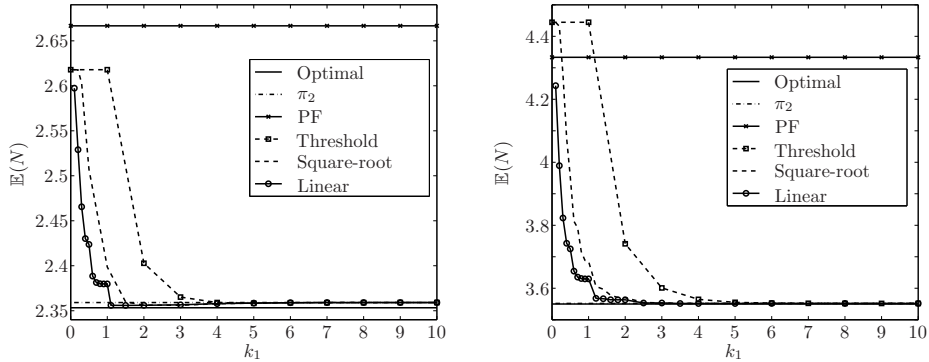 2.65
2.6
2.55
2.5
2.45
2.4
2.35
𝔼(N)
0 1 2 3 4 5 6 7 8 9 10
k₁
Optimal
π₂
PF
Threshold
Square-root
Linear
4.4
4.2
4
3.8
3.6
𝔼(N)
0 1 2 3 4 5 6 7 8 9 10
k₁
Optimal
π₂
PF
Threshold
Square-root
Linear